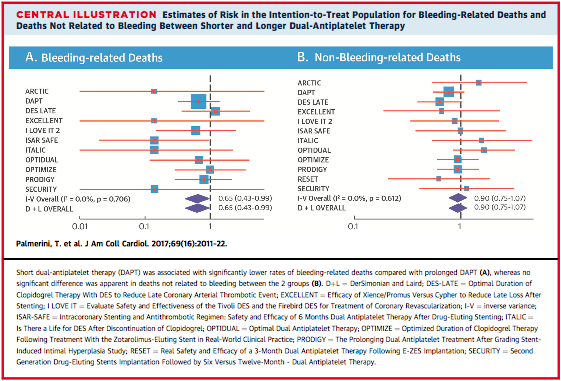 CENTRAL ILLUSTRATION Estimates of Risk in the Intention-to-Treat Population for Bleeding-Related Deaths and
Deaths Not Related to Bleeding Between Shorter and Longer Dual-Antiplatelet Therapy
A. Bleeding-related Deaths
ARCTIC
DAPT
DES LATE
EXCELLENT
I LOVE IT 2
ISAR SAFE
ITALIC
OPTIDUAL
OPTIMIZE
PRODIGY
SECURITY
I-V Overall (I² = 0.0%, p = 0,706) 0.65 (0.43-0.99)
D + L OVERALL 0.65 (0.43-0.99)
0.01 0.1 1
B. Non-Bleeding-related Deaths
ARCTIC
DAPT
DES LATE
EXCELLENT
I LOVE IT 2
ISAR SAFE
ITALIC
OPTIDUAL
OPTIMIZE
PRODIGY
RESET
SECURITY
I-V Overall (I² = 0.0%, p = 0.612) 0.90 (0.75-1.07)
D + L OVERALL 0.90 (0.75-1.07)
0.1 1
Palmerini, T. et al. J Am Coll Cardiol. 2017;69(16):2011-22.
Short dual-antiplatelet therapy (DAPT) was associated with significantly lower rates of bleeding-related deaths compared with prolonged DAPT (A), whereas no
significant difference was apparent in deaths not related to bleeding between the 2 groups (B). D+L = DerSimonian and Laird; DES-LATE = Optimal Duration of
Clopidogrel Therapy With DES to Reduce Late Coronary Arterial Thrombotic Event; EXCELLENT = Efficacy of Xience/Promus Versus Cypher to Reduce Late Loss After
Stenting; I LOVE IT = Evaluate Safety and Effectiveness of the Tivoli DES and the Firebird DES for Treatment of Coronary Revascularization; I-V = inverse variance;
ISAR-SAFE = Intracoronary Stenting and Antithrombotic Regimen: Safety and Efficacy of 6 Months Dual Antiplatelet Therapy After Drug-Eluting Stenting; ITALIC =
Is There a Life for DES After Discontinuation of Clopidogrel; OPTIDUAL = Optimal Dual Antiplatelet Therapy; OPTIMIZE = Optimized Duration of Clopidogrel Therapy
Following Treatment With the Zotarolimus-Eluting Stent in Real-World Clinical Practice; PRODIGY = The Prolonging Dual Antiplatelet Treatment After Grading Stent-
Induced Intimal Hyperplasia Study; RESET = Real Safety and Efficacy of a 3-Month Dual Antiplatelet Therapy Following E-ZES Implantation; SECURITY = Second
Generation Drug-Eluting Stents Implantation Followed by Six Versus Twelve-Month - Dual Antiplatelet Therapy.